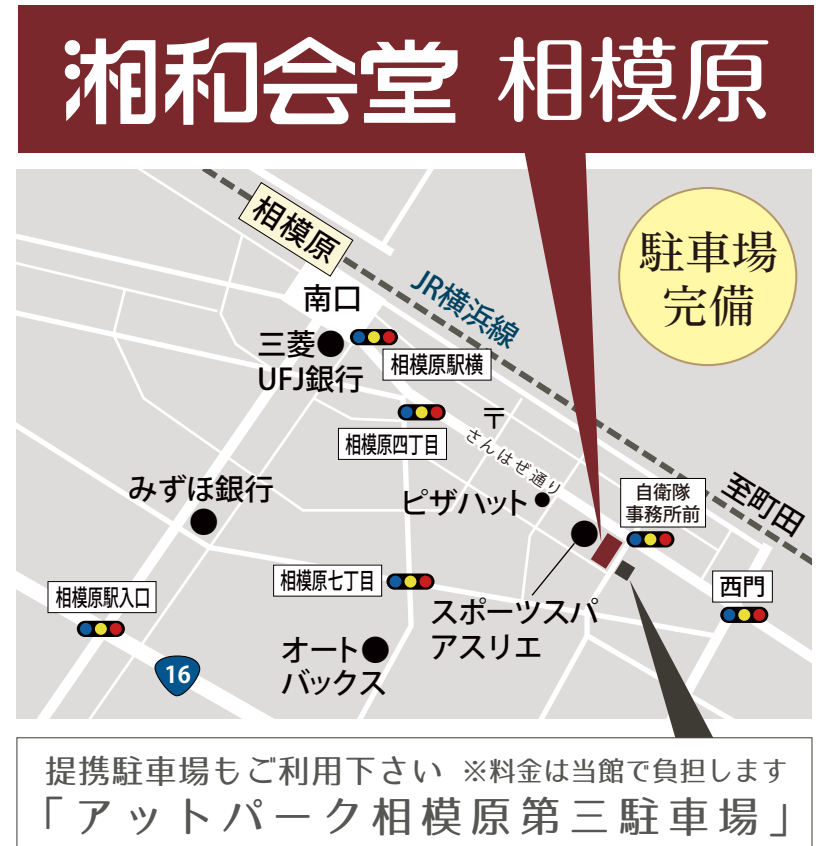 湘和会堂 相模原
相模原
南口
JR横浜線
駐車場
完備
三菱
UFJ銀行
相模原駅横
相模原四丁目
〒
さんはぜ通り
みずほ銀行
ピザハット
自衛隊
事務所前
至町田
相模原駅入口
相模原七丁目
スポーツスパ
アスリエ
西門
オート
バックス
16
提携駐車場もご利用下さい ※料金は当館で負担します
「アットパーク相模原第三駐車場」